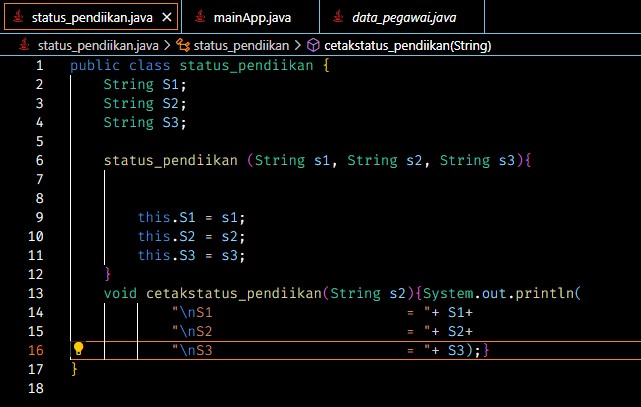 status_pendiikan.java × mainApp.java data_pegawai.java
status_pendiikan.java > status_pendiikan > cetakstatus_pendiikan(String)
1 public class status_pendiikan {
2 String S1;
3 String S2;
4 String S3;
5
6 status_pendiikan (String s1, String s2, String s3){
7
8
9 this.S1 = s1;
10 this.S2 = s2;
11 this.S3 = s3;
12 }
13 void cetakstatus_pendiikan(String s2){System.out.println(
14 "\nS1 = "+ S1+
15 "\nS2 = "+ S2+
16 "\nS3 = "+ S3);}
17 }
18